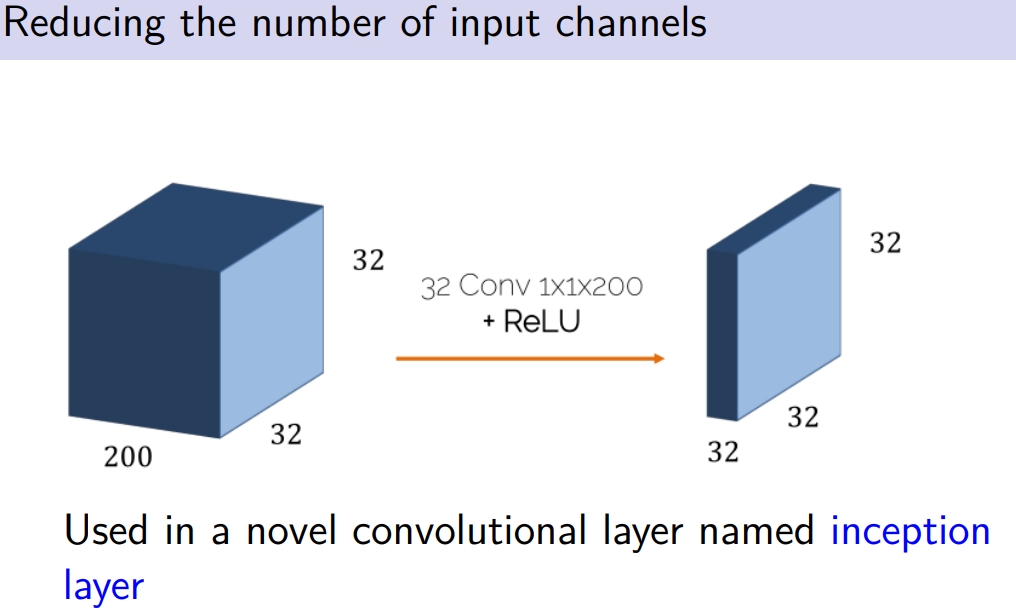 Reducing the number of input channels
32
32 Conv 1x1x200
+ ReLU
32
200
32
32
32
Used in a novel convolutional layer named inception
layer